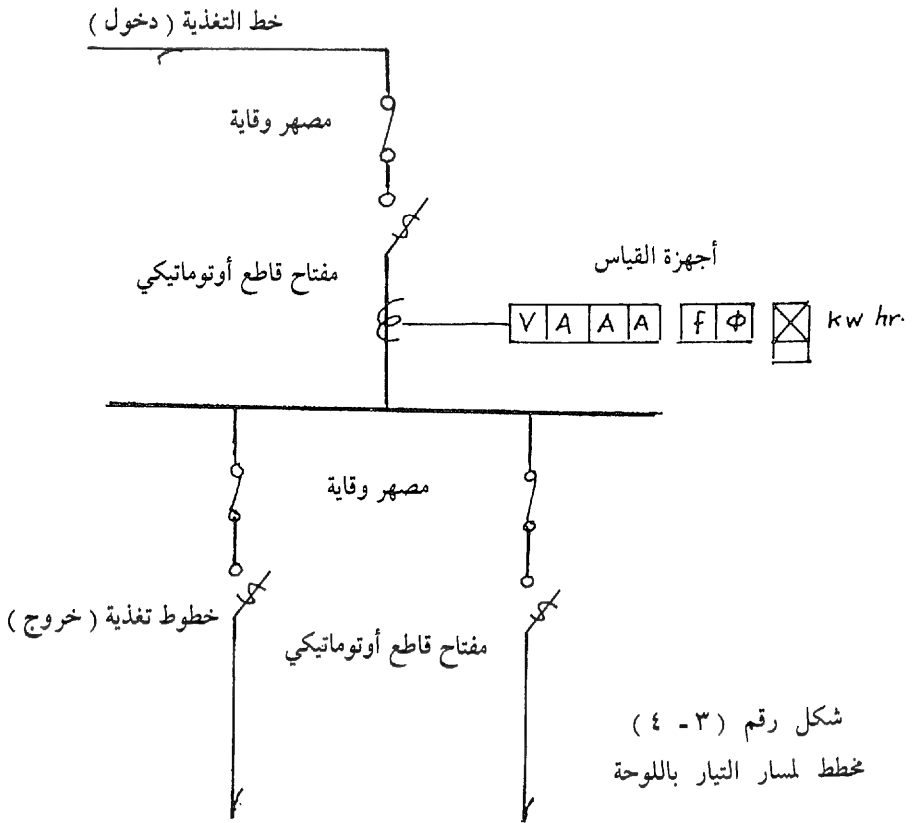 خط التغذية ( دخول )
مصهر وقاية
مفتاح قاطع أوتوماتيكي
أجهزة القياس
V A A A f Φ kw hr.
مصهر وقاية
خطوط تغذية ( خروج )
مفتاح قاطع أوتوماتيكي
شكل رقم ( ٣ - ٤ )
مخطط لمسار التيار باللوحة